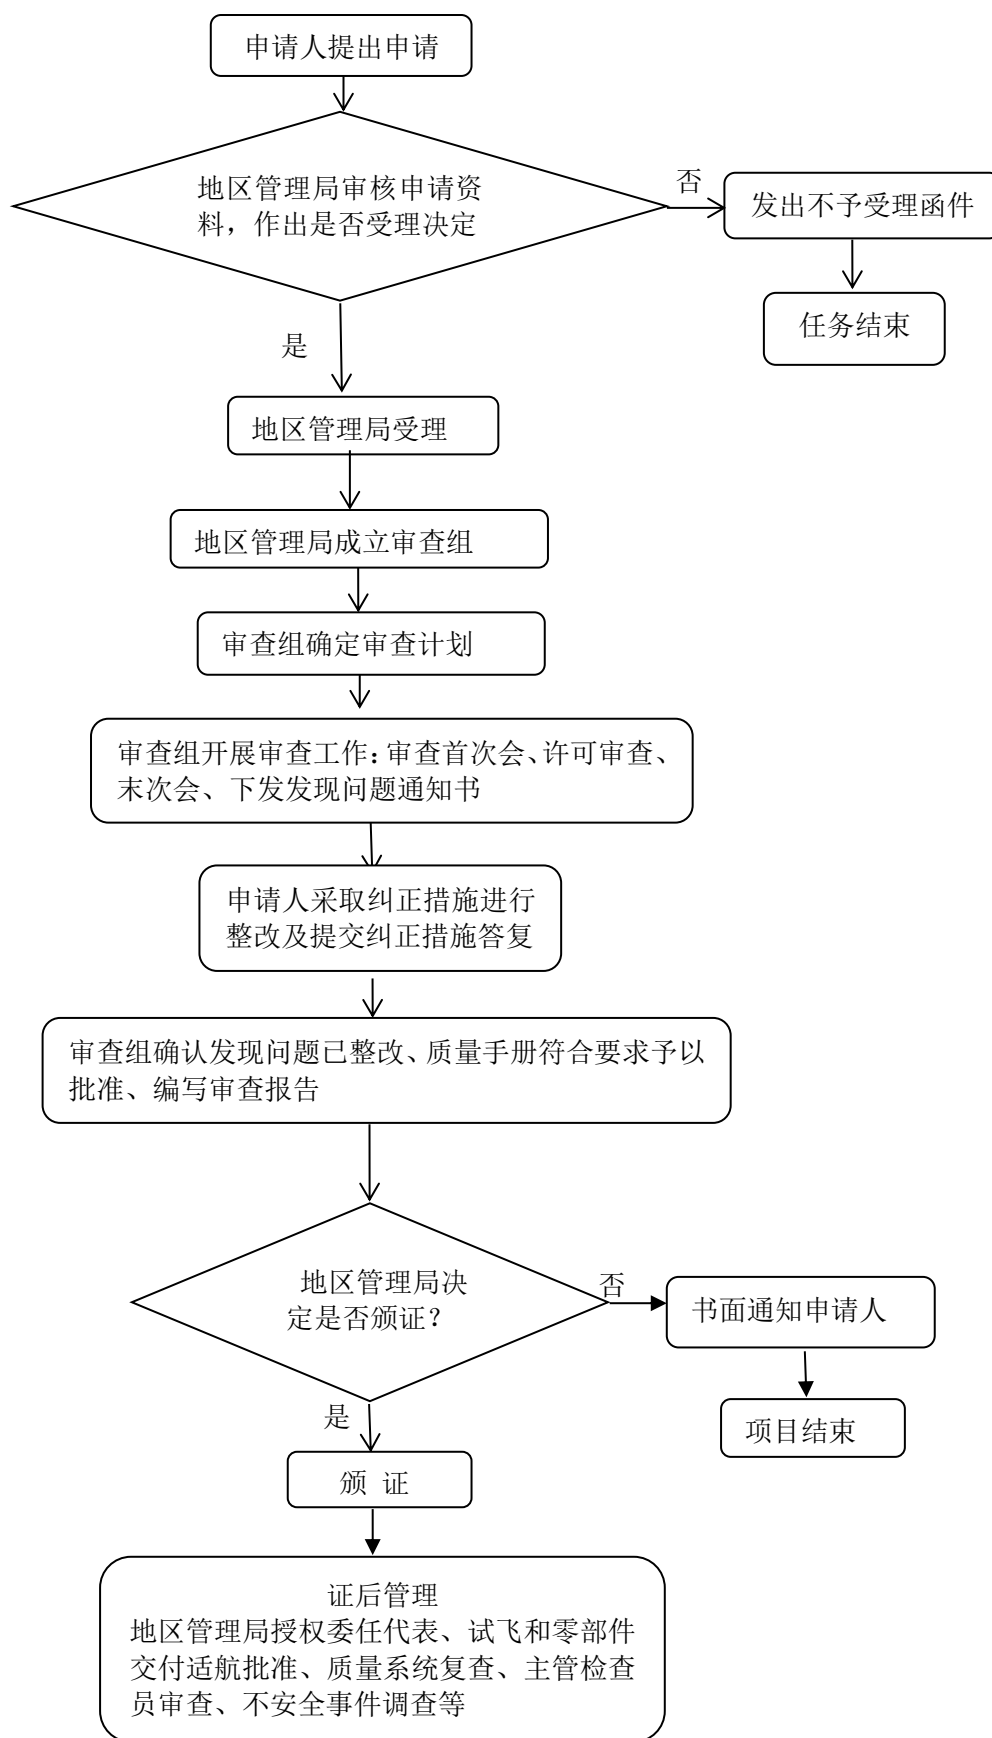 申请人提出申请
地区管理局审核申请资
料，作出是否受理决定
否
发出不予受理函件
任务结束
是
地区管理局受理
地区管理局成立审查组
审查组确定审查计划
审查组开展审查工作：审查首次会、许可审查、
末次会、下发发现问题通知书
申请人采取纠正措施进行
整改及提交纠正措施答复
审查组确认发现问题已整改、质量手册符合要求予以
批准、编写审查报告
地区管理局决
定是否颁证？
否
书面通知申请人
项目结束
是
颁 证
证后管理
地区管理局授权委任代表、试飞和零部件
交付适航批准、质量系统复查、主管检查
员审查、不安全事件调查等